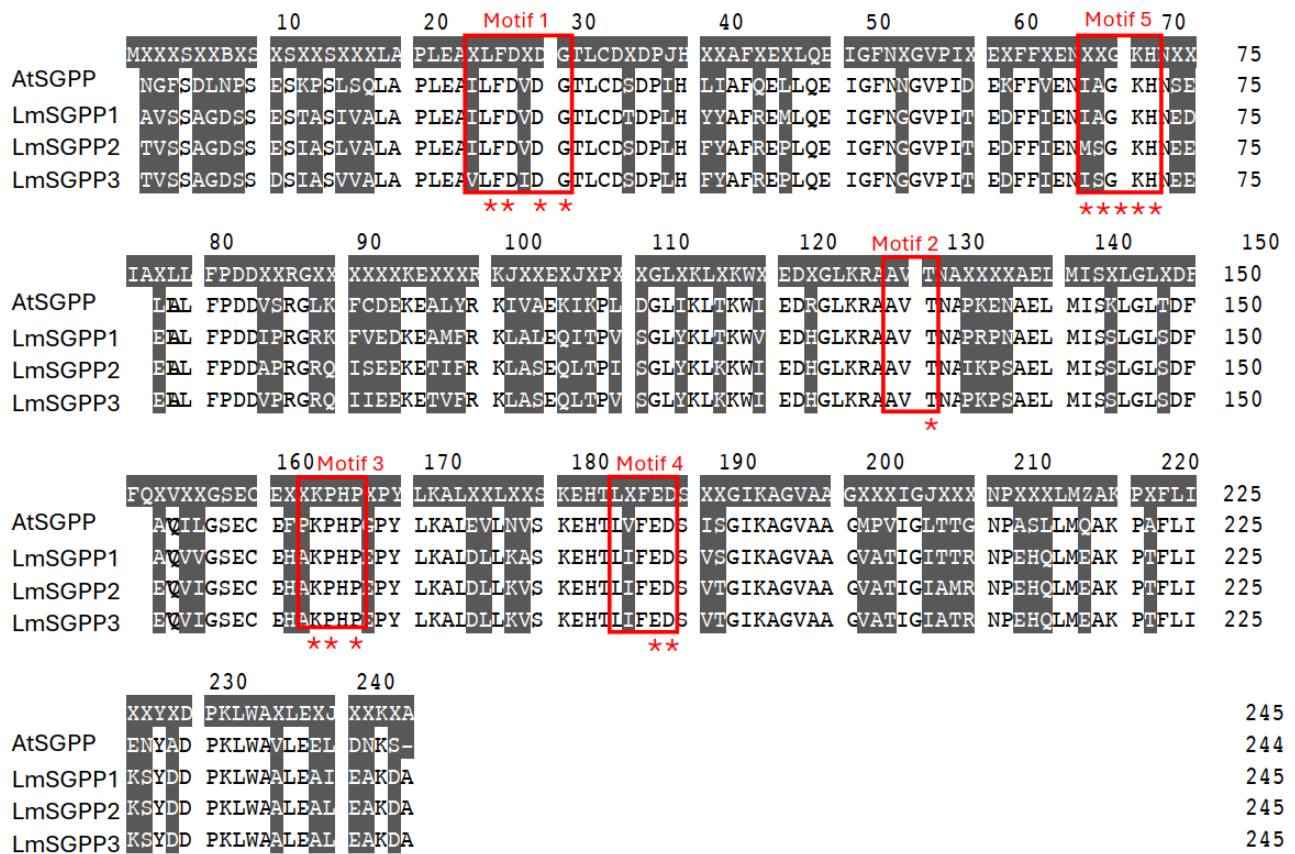 10 20 Motif 1 30 40 50 60 Motif 5 70
MXXXSXXBXS XSXXSXXXLA PLEAXLFDXD GTLCDXDPJH XXAFXEXLQE IGFNXGVPIX EXFFXENXXG KHNXX 75
AtSGPP NGFSDLNPS ESKPSLSQLA PLEAILFDVD GTLCDSDPIH LIAFQELLQE IGFNNGVPID EKFFVENIAG KHNSE 75
LmSGPP1 AVSSAGDSS ESTASIVALA PLEAILFDVD GTLCDTDPLH YYAFREMLQE IGFNGGVPIT EDFFIENIAG KHNED 75
LmSGPP2 TVSSAGDSS ESIASLVALA PLEAILFDVD GTLCDSDPLH FYAFREPLQE IGFNGGVPIT EDFFIENMSG KHNEE 75
LmSGPP3 TVSSAGDSS DSIASVVALA PLEAVLFDID GTLCDSDPLH FYAFREPLQE IGFNGGVPIT EDFFIENISG KHNEE 75
**** *****
80 90 100 110 120 Motif 2 130 140 150
IAXLL FPDDXXRGXX XXXXKEXXXR KJXXEXJXPX XGLXKLXKWX EDXGLKRAAV TNAXXXXAEL MISXLGLXDF 150
AtSGPP LAL FPDDVSRGLK FCDEKEALYR KIVAEKIKPL DGLIKLTKWI EDRGLKRAAV TNAPKENAEL MISKLGLTDF 150
LmSGPP1 EAL FPDDIPRGRK FVEDKEAMFR KLALEQITPV SGLYKLTKWV EDHGLKRAAV TNAPRPNAEL MISSLGLSDF 150
LmSGPP2 EAL FPDDAPRGRQ ISEEKETIFR KLASEQLTPI SGLYKLKKWI EDHGLKRAAV TNAIKPSAEL MISSLGLSDF 150
LmSGPP3 EAL FPDDVPRGRQ IIEEKETVFR KLASEQLTPV SGLYKLKKWI EDHGLKRAAV TNAPKPSAEL MISSLGLSDF 150
*
160 Motif 3 170 180 Motif 4 190 200 210 220
FQXVXXGSEC EXXKPHPXPY LKALXXLXXS KEHTLXFEDS XXGIKAGVAA GXXXIGJXXX NPXXXLMZAK PXFLI 225
AtSGPP AVQILGSEC EFPKPHPGPY LKALEVLNVS KEHTLVFEDS ISGIKAGVAA GMPVIGLTTG NPASLLMQAK PAFLI 225
LmSGPP1 AVQVVGSEC EHAKPHPEPY LKALDLLKAS KEHTLIFEDS VSGIKAGVAA GVATIGITTR NPEHQLMEAK PTFLI 225
LmSGPP2 EVQVIGSEC EHAKPHPEPY LKALDLLKVS KEHTLIFEDS VTGIKAGVAA GVATIGIAMR NPEHQLMEAK PTFLI 225
LmSGPP3 EVQVIGSEC EHAKPHPEPY LKALDLLKVS KEHTLIFEDS VTGIKAGVAA GVATIGIATR NPEHQLMEAK PTFLI 225
** * **
230 240
XXYXD PKLWAXLEXJ XXKXA 245
AtSGPP ENYAD PKLWAVLEEL DNKS- 244
LmSGPP1 KSYDD PKLWAALEAI EAKDA 245
LmSGPP2 KSYDD PKLWAALEAL EAKDA 245
LmSGPP3 KSYDD PKLWAALEAL EAKDA 245